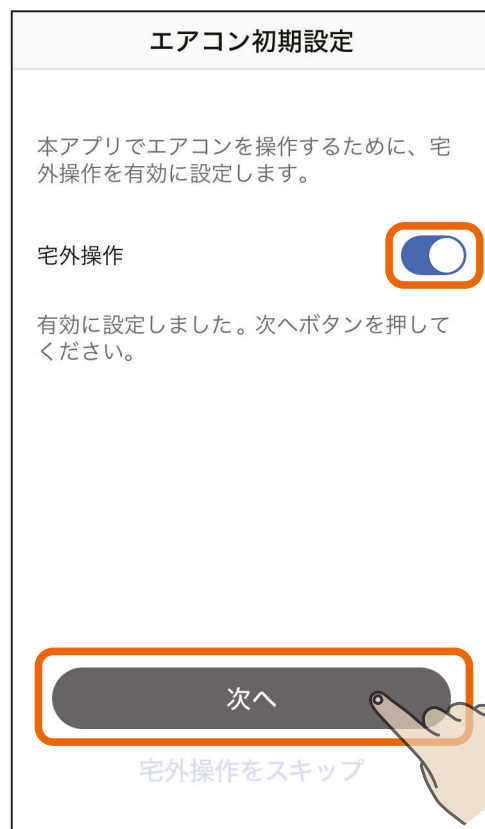 エアコン初期設定
本アプリでエアコンを操作するために、宅
外操作を有効に設定します。
宅外操作
有効に設定しました。次へボタンを押して
ください。
次へ
宅外操作をスキップ